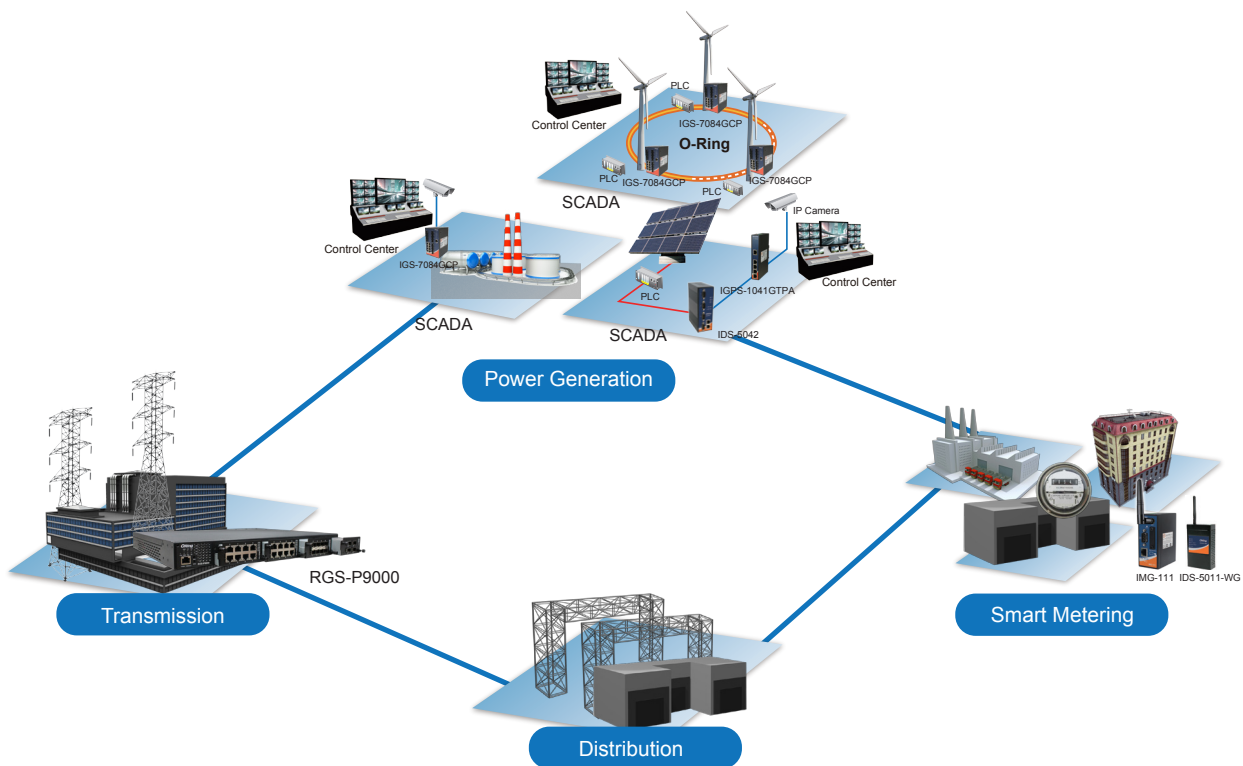 PLC
IGS-7084GCP
Control Center
O-Ring
PLC
IGS-7084GCP
PLC
IGS-7084GCP
SCADA
IP Camera
Control Center
IGS-7084GCP
PLC
IGPS-1041GTPA
Control Center
SCADA
SCADA
IDS-5042
Power Generation
RGS-P9000
IMG-111
IDS-5011-WG
Transmission
Smart Metering
Distribution